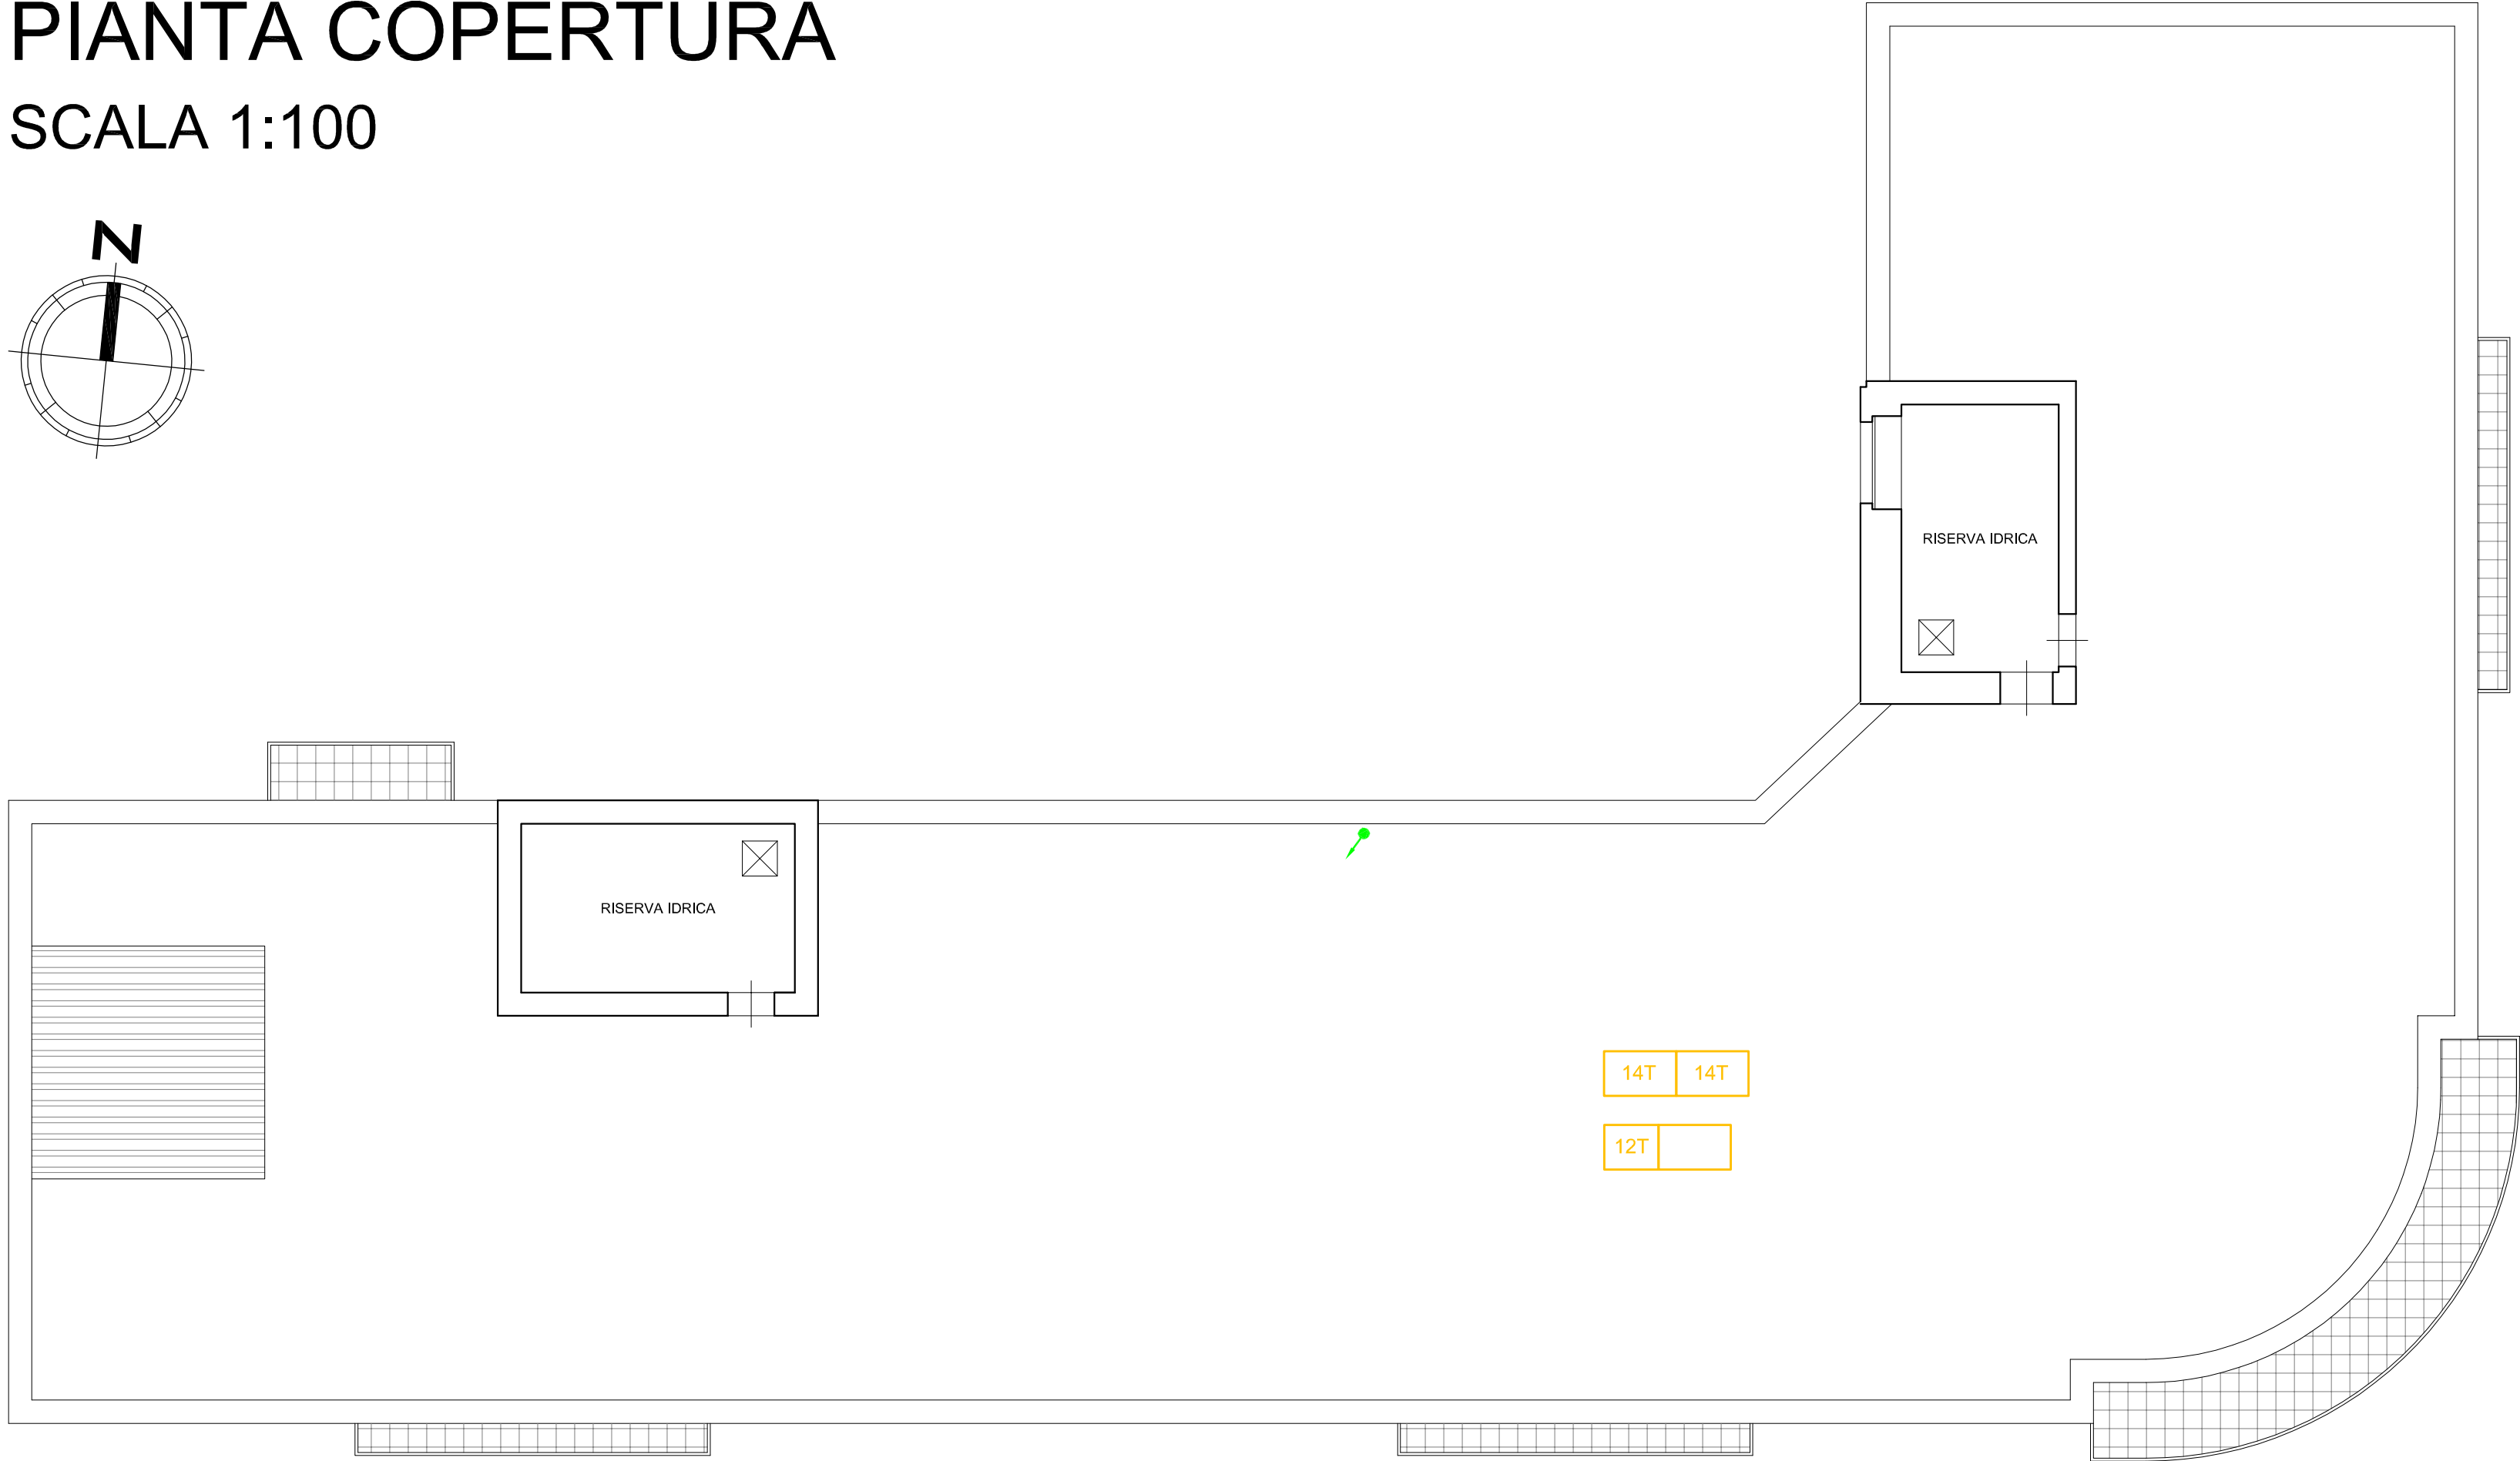 PIANTA COPERTURA
SCALA 1:100
N
RISERVA IDRICA
RISERVA IDRICA
14T 14T
12T